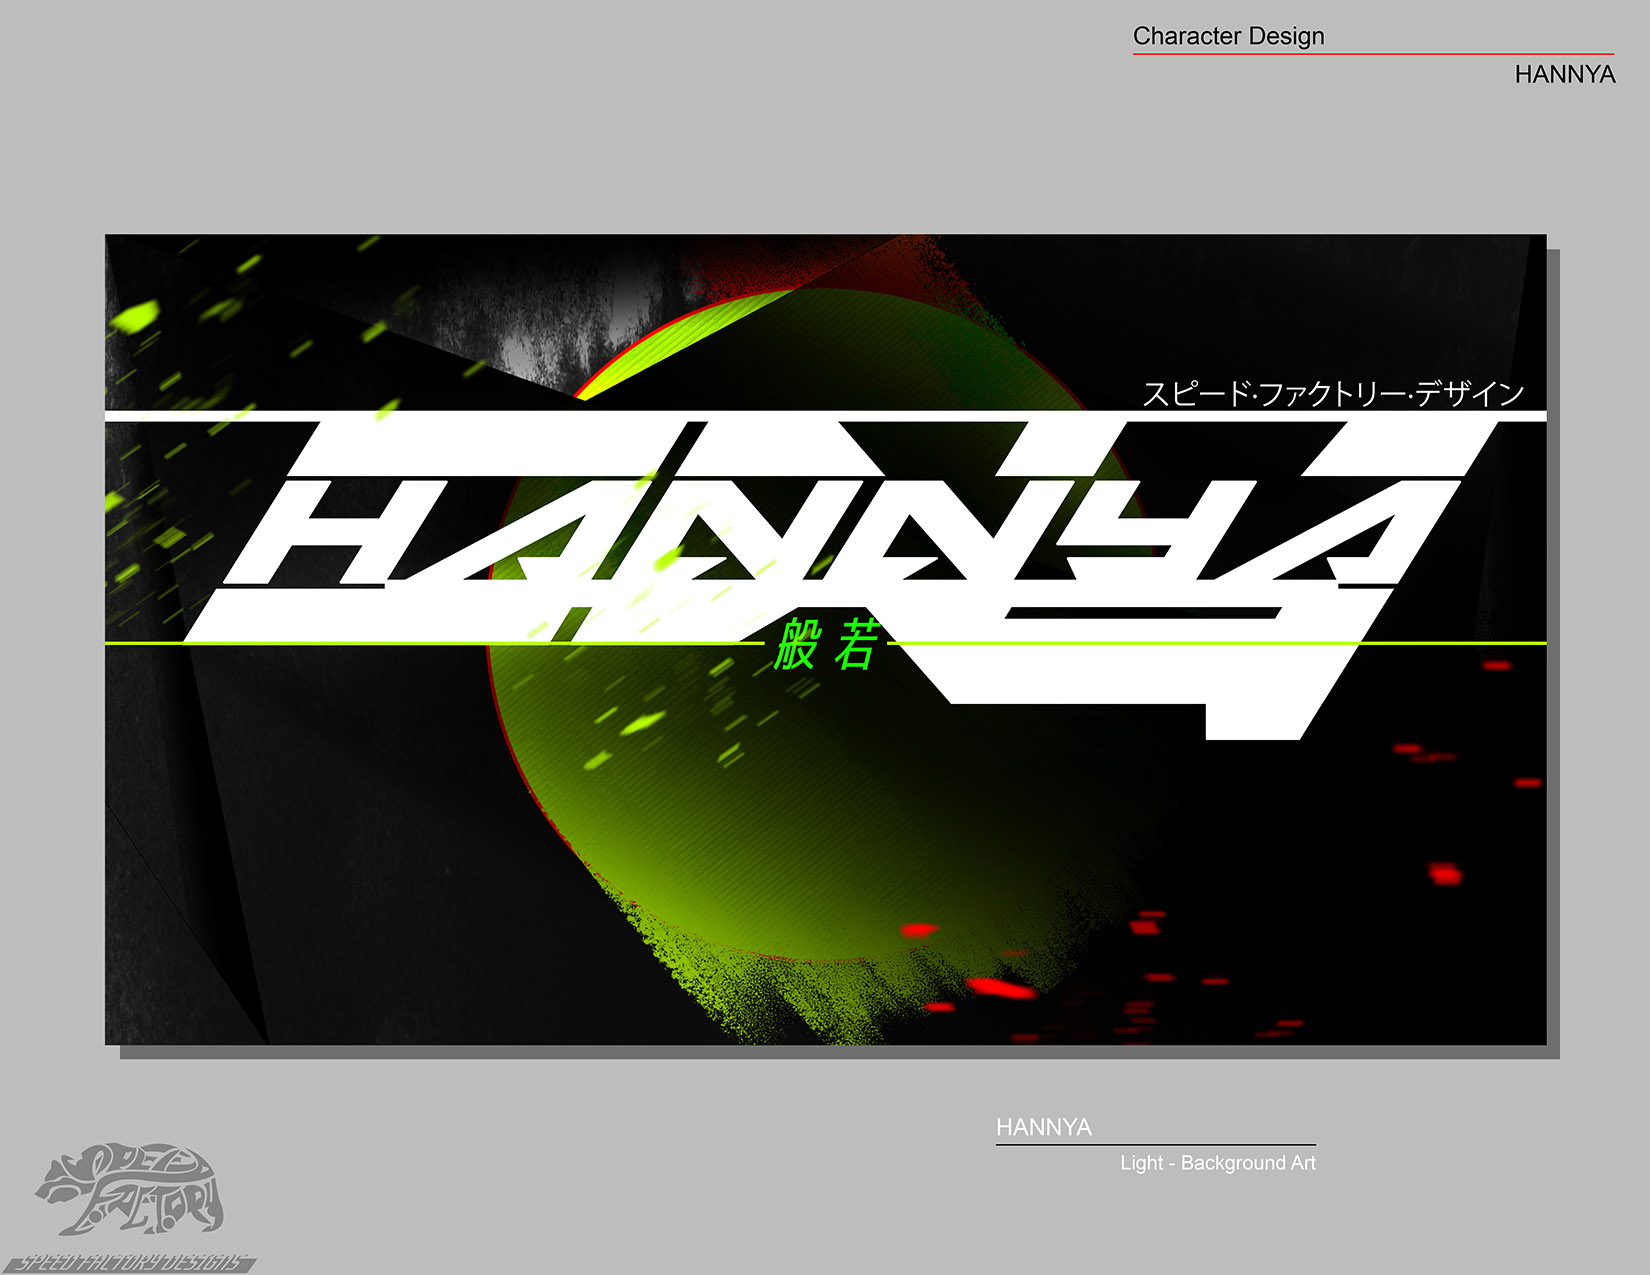 Character Design
HANNYA
スピード・ファクトリー・デザイン
HANNYA
般若
HANNYA
Light - Background Art
SPEED FACTORY
SPEED FACTORY DESIGNS